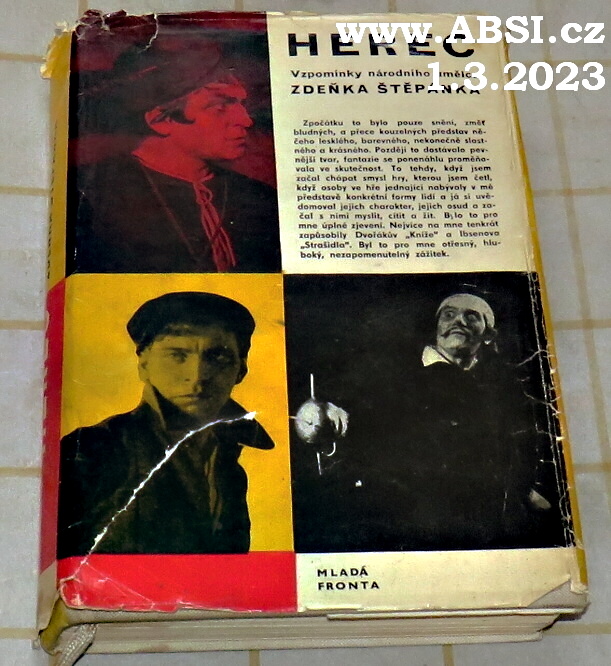 www.ABSI.cz
1.3.2023
HEREC
Vzpomínky národního umělce
ZDEŇKA ŠTĚPÁNKA
Zpočátku to bylo pouze snění, změť
bludných, a přece kouzelných představ ně-
čeho lesklého, barevného, nekonečně slast-
ného a krásného. Později to dostávalo pev-
nější tvar, fantazie se ponenáhlu proměňo-
vala ve skutečnost. To tehdy, když jsem
začal chápat smysl hry, kterou jsem četl,
když osoby ve hře jednající nabývaly v mé
představě konkrétní formy lidí a já si uvě-
domoval jejich charakter, jejich osud a za-
čal s nimi myslit, cítit a žít. Bylo to pro
mne úplné zjevení. Nejvíce na mne tenkrát
zapůsobily Dvořákův „Kníže“ a Ibsenova
„Strašidla“. Byl to pro mne otřesný, hlu-
boký, nezapomenutelný zážitek.
MLADÁ
FRONTA